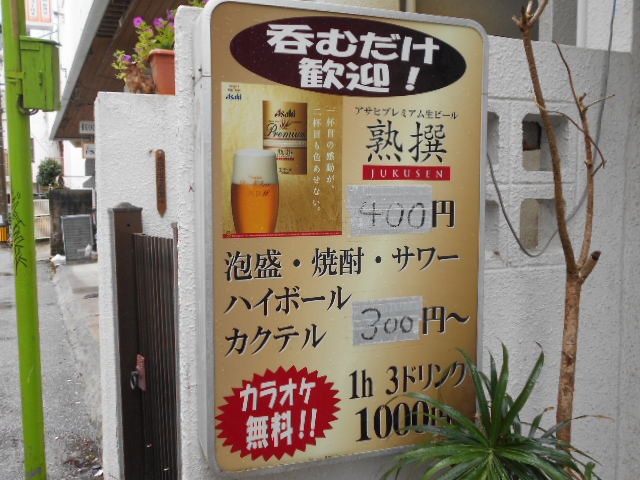 呑むだけ
歓迎！
Asahi
アサヒプレミアム生ビール
熟撰
JUKUSEN
一杯目の感動が、
二杯目も色あせない。
Asahi
Premium
400円
泡盛・焼酎・サワー
ハイボール
カクテル
300円～
カラオケ
無料!!
1h 3ドリンク
1000円